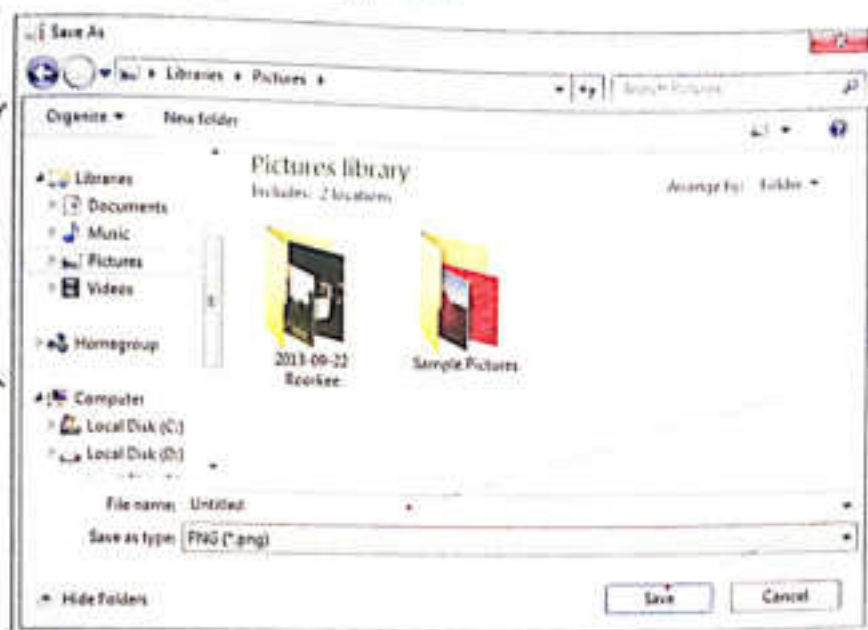 Save As
Libraries Pictures
Search Pictures
Organize New folder
Pictures library
Includes: 2 locations
Arrange by: Folder
Libraries
Documents
Music
Pictures
Videos
Homegroup
Computer
Local Disk (C:)
Local Disk (D:)
2013-09-22
Roorkee
Sample Pictures
File name: Untitled
Save as type: PNG (*.png)
Hide Folders
Save Cancel